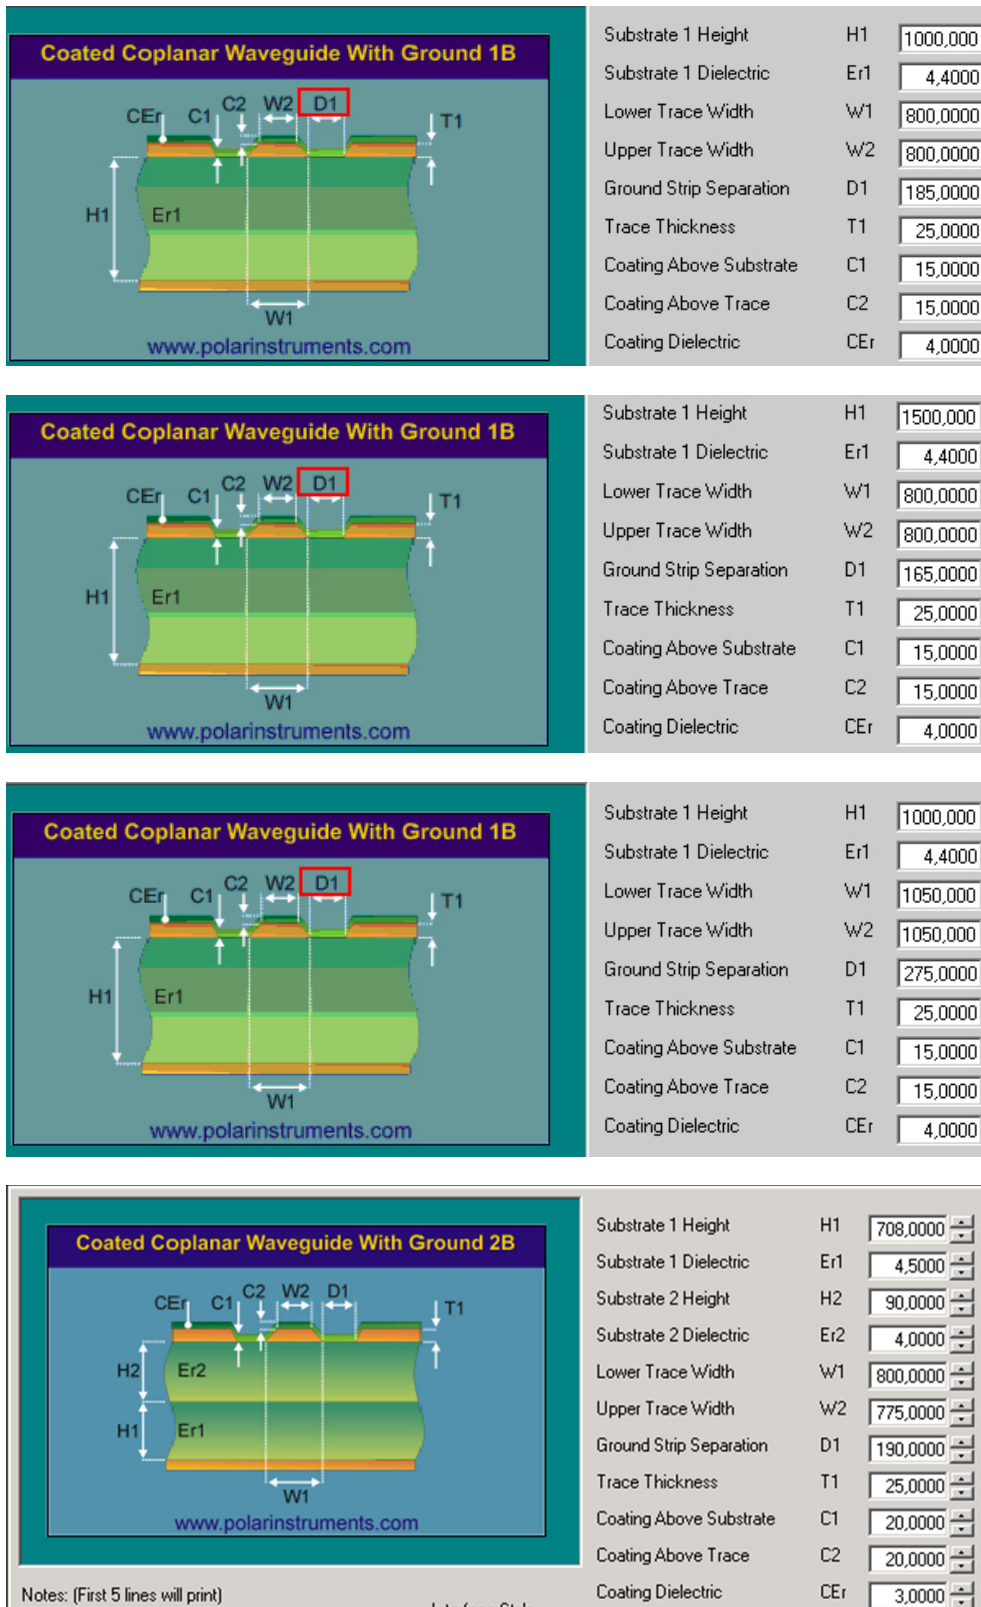 Coated Coplanar Waveguide With Ground 1B
CEr C1 C2 W2 D1 T1
H1 Er1
W1
www.polarinstruments.com
Substrate 1 Height H1 1000,000
Substrate 1 Dielectric Er1 4,4000
Lower Trace Width W1 800,0000
Upper Trace Width W2 800,0000
Ground Strip Separation D1 185,0000
Trace Thickness T1 25,0000
Coating Above Substrate C1 15,0000
Coating Above Trace C2 15,0000
Coating Dielectric CEr 4,0000
Coated Coplanar Waveguide With Ground 1B
CEr C1 C2 W2 D1 T1
H1 Er1
W1
www.polarinstruments.com
Substrate 1 Height H1 1500,000
Substrate 1 Dielectric Er1 4,4000
Lower Trace Width W1 800,0000
Upper Trace Width W2 800,0000
Ground Strip Separation D1 165,0000
Trace Thickness T1 25,0000
Coating Above Substrate C1 15,0000
Coating Above Trace C2 15,0000
Coating Dielectric CEr 4,0000
Coated Coplanar Waveguide With Ground 1B
CEr C1 C2 W2 D1 T1
H1 Er1
W1
www.polarinstruments.com
Substrate 1 Height H1 1000,000
Substrate 1 Dielectric Er1 4,4000
Lower Trace Width W1 1050,000
Upper Trace Width W2 1050,000
Ground Strip Separation D1 275,0000
Trace Thickness T1 25,0000
Coating Above Substrate C1 15,0000
Coating Above Trace C2 15,0000
Coating Dielectric CEr 4,0000
Coated Coplanar Waveguide With Ground 2B
CEr C1 C2 W2 D1 T1
H2 Er2
H1 Er1
W1
www.polarinstruments.com
Notes: (First 5 lines will print)
Substrate 1 Height H1 708,0000
Substrate 1 Dielectric Er1 4,5000
Substrate 2 Height H2 90,0000
Substrate 2 Dielectric Er2 4,0000
Lower Trace Width W1 800,0000
Upper Trace Width W2 775,0000
Ground Strip Separation D1 190,0000
Trace Thickness T1 25,0000
Coating Above Substrate C1 20,0000
Coating Above Trace C2 20,0000
Coating Dielectric CEr 3,0000